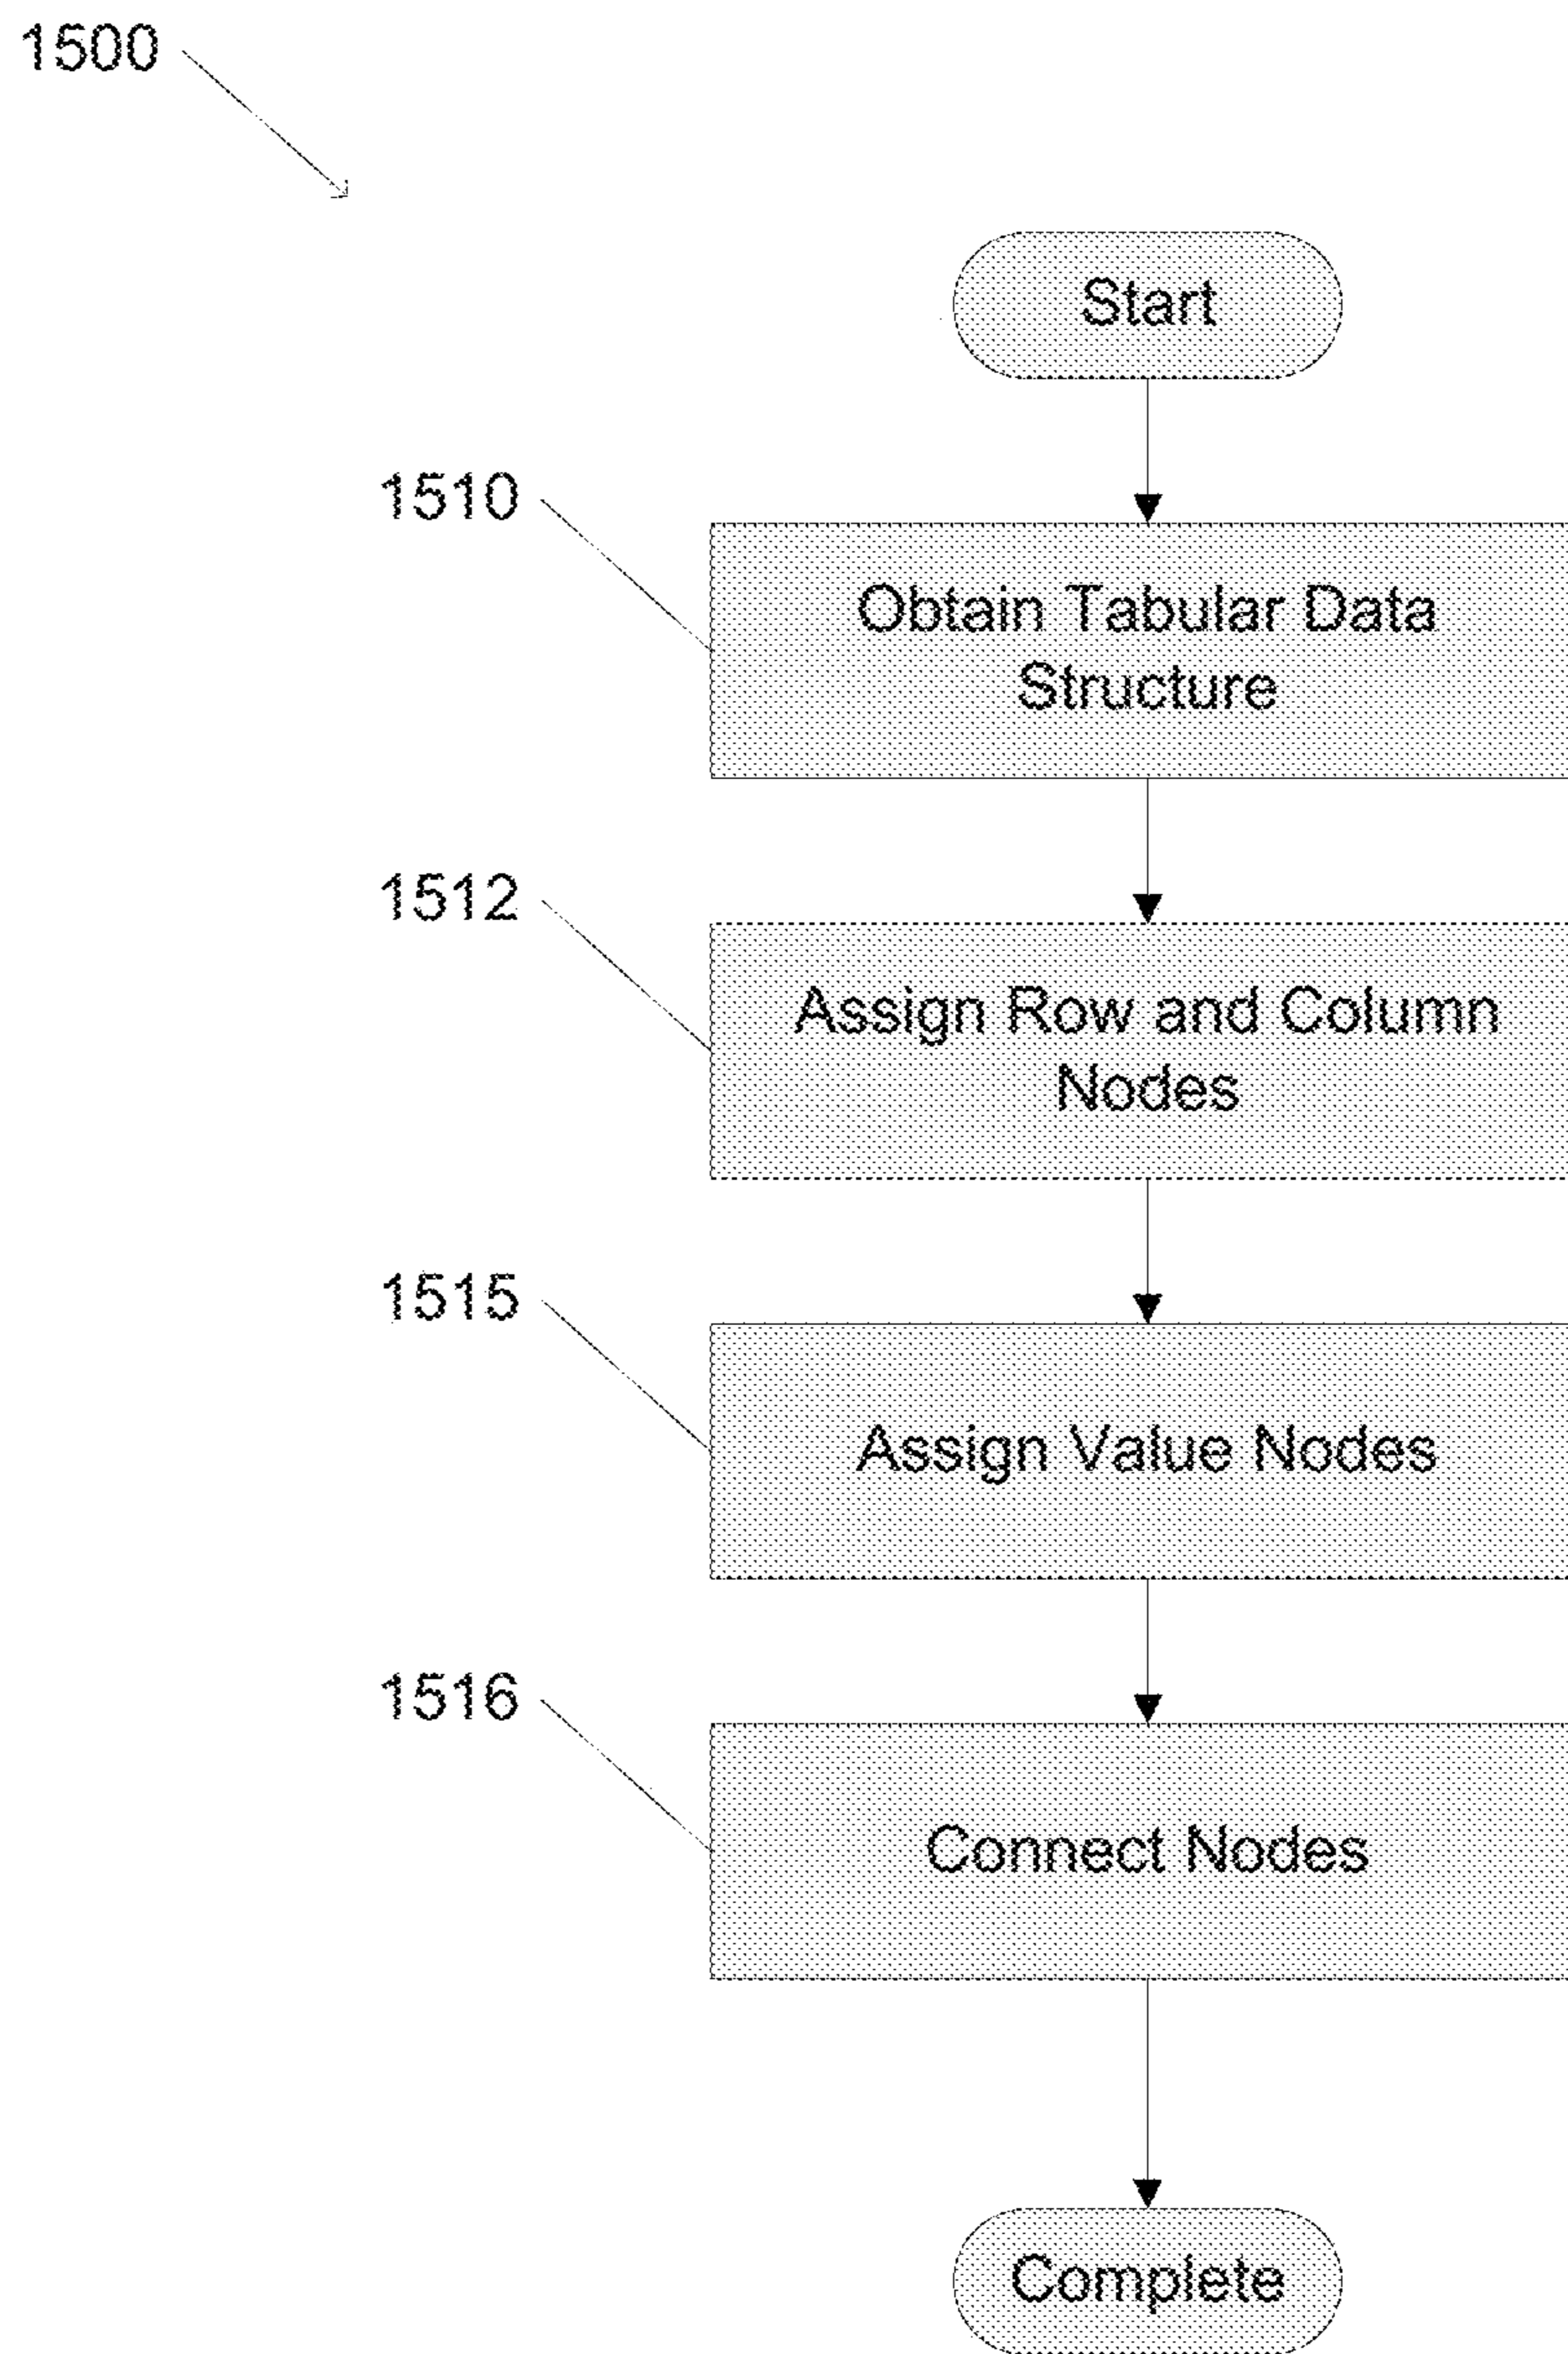 1500
Start
1510
Obtain Tabular Data
Structure
1512
Assign Row and Column
Nodes
1515
Assign Value Nodes
1516
Connect Nodes
Complete